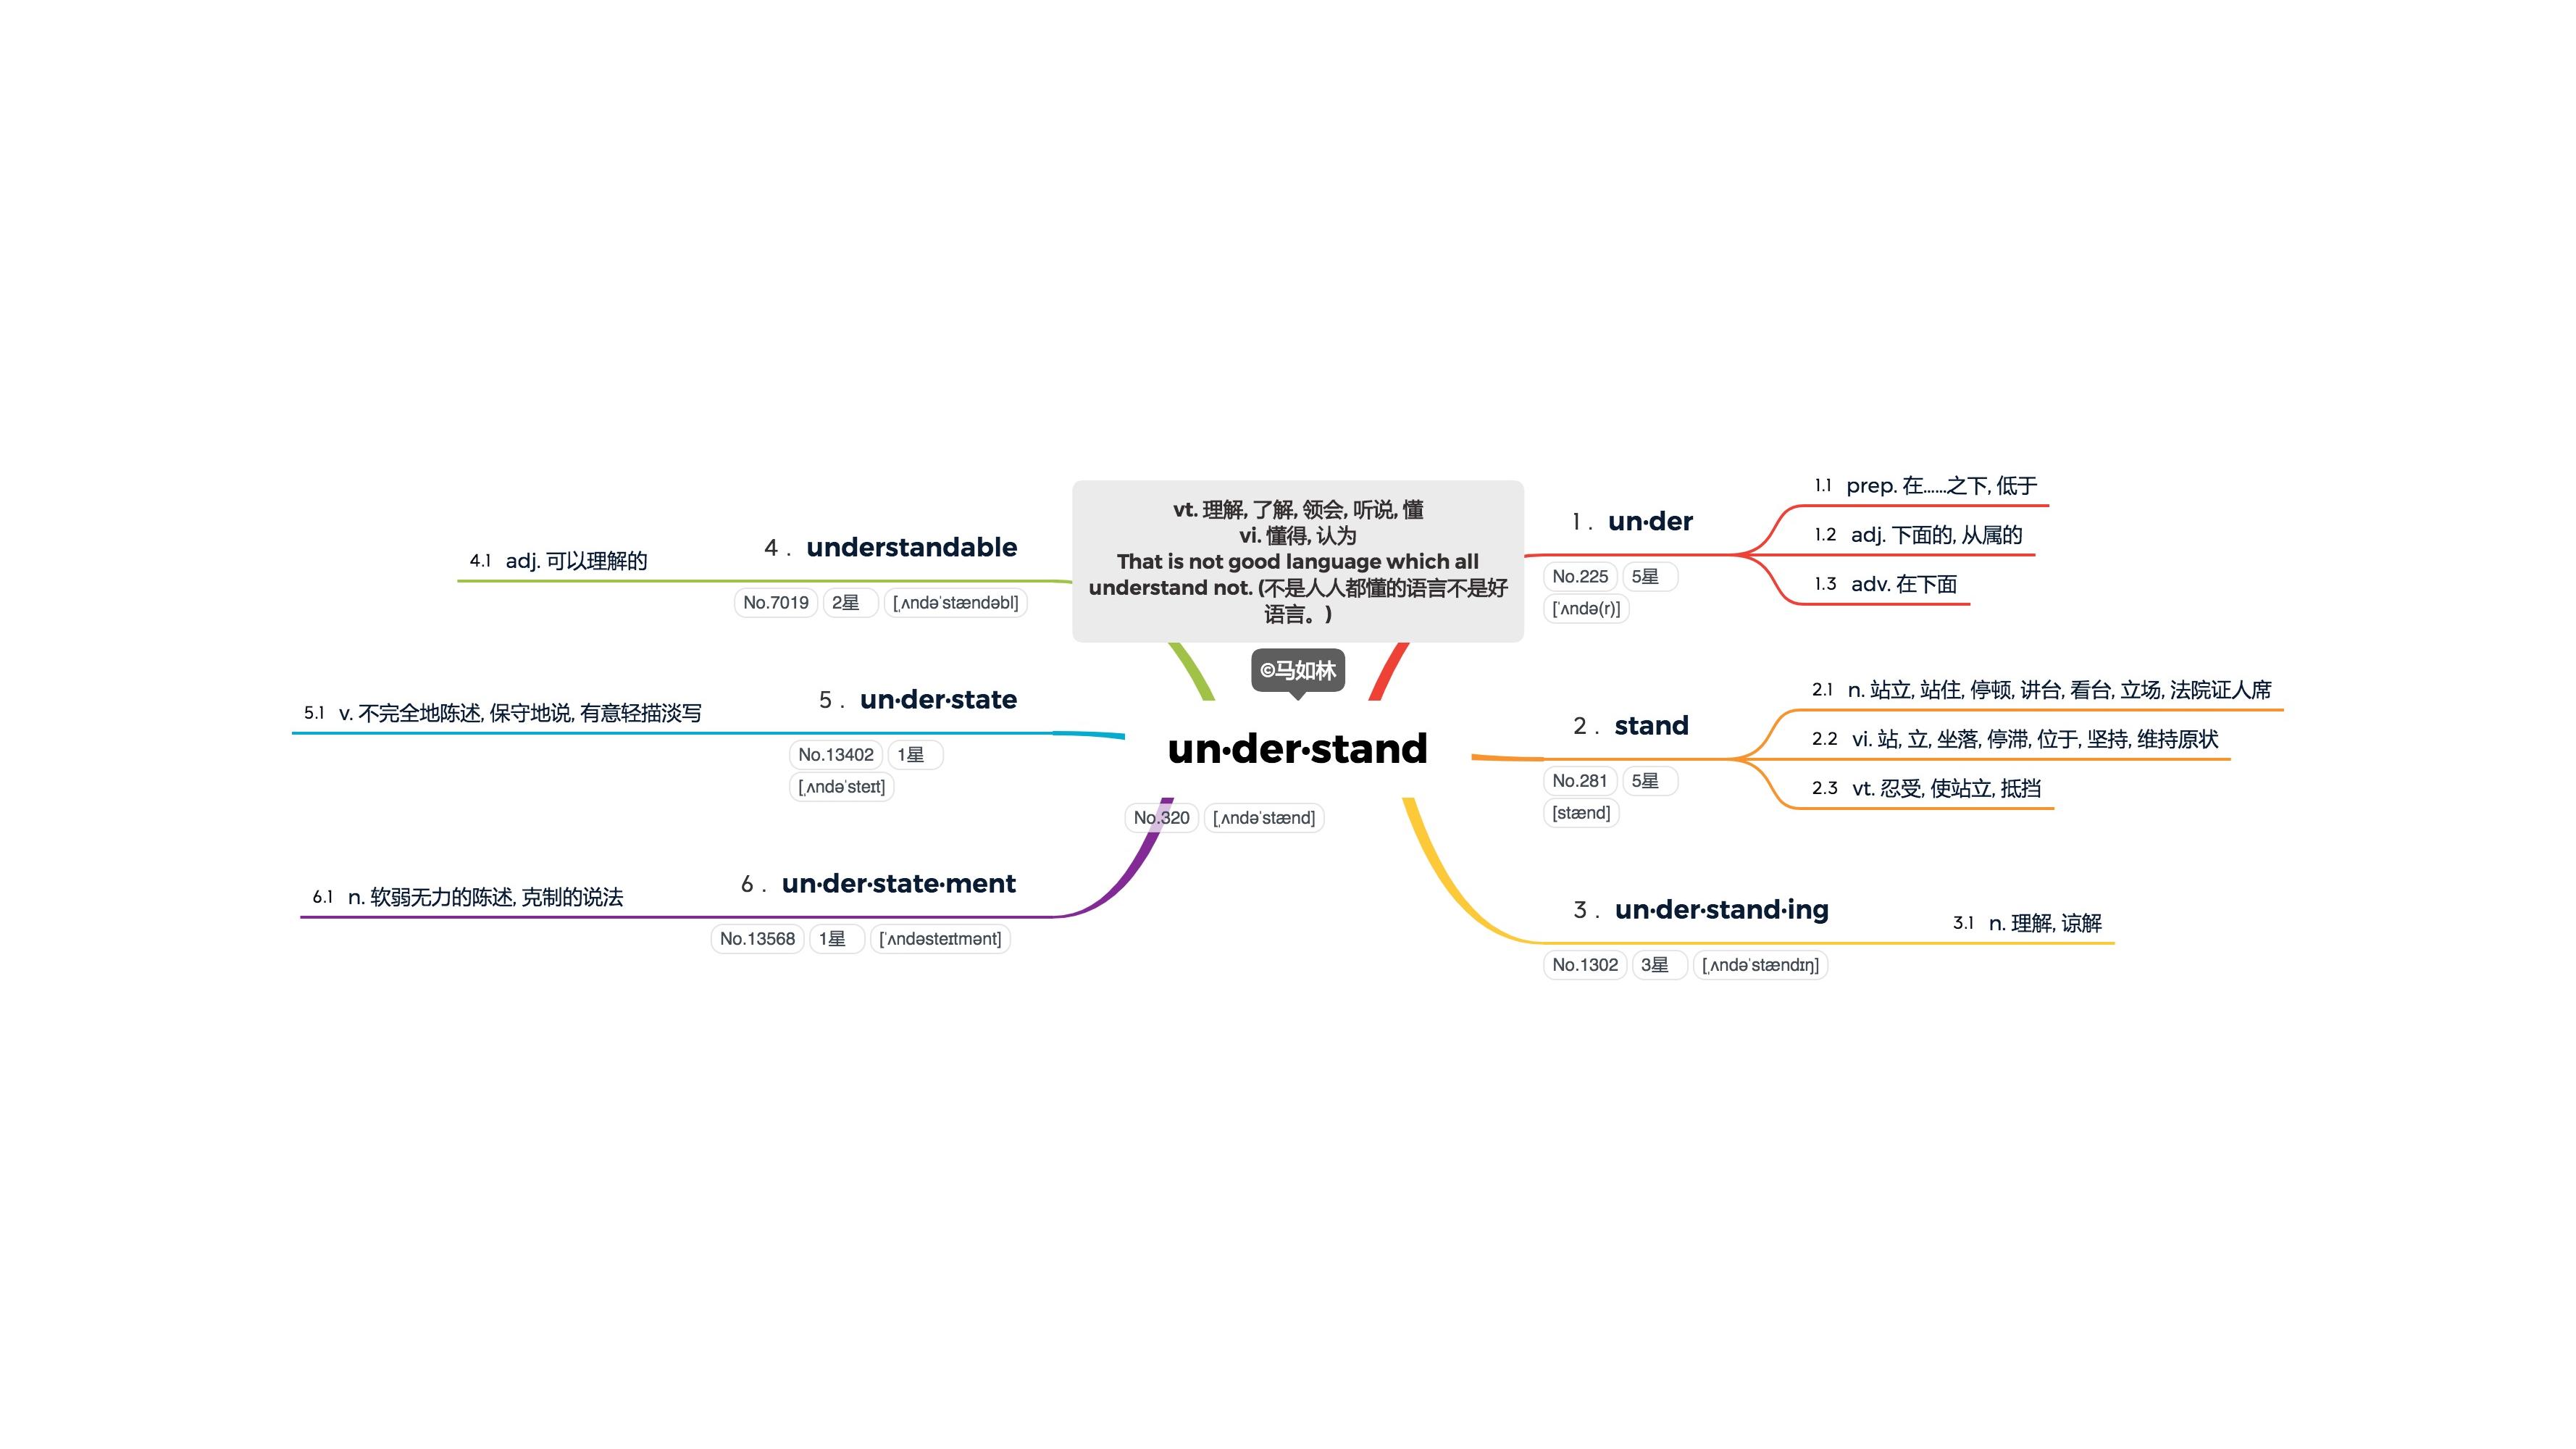 vt. 理解, 了解, 领会, 听说, 懂
vi. 懂得, 认为
That is not good language which all
understand not. (不是人人都懂的语言不是好
语言。)
©马如林
un·der·stand
No.320 [ˌʌndəˈstænd]
1 . un·der
No.225 5星
[ˈʌndə(r)]
1.1 prep. 在......之下, 低于
1.2 adj. 下面的, 从属的
1.3 adv. 在下面
2 . stand
No.281 5星
[stænd]
2.1 n. 站立, 站住, 停顿, 讲台, 看台, 立场, 法院证人席
2.2 vi. 站, 立, 坐落, 停滞, 位于, 坚持, 维持原状
2.3 vt. 忍受, 使站立, 抵挡
3 . un·der·stand·ing
No.1302 3星 [ˌʌndəˈstændɪŋ]
3.1 n. 理解, 谅解
4 . understandable
No.7019 2星 [ˌʌndəˈstændəbl]
4.1 adj. 可以理解的
5 . un·der·state
No.13402 1星
[ˌʌndəˈsteɪt]
5.1 v. 不完全地陈述, 保守地说, 有意轻描淡写
6 . un·der·state·ment
No.13568 1星 [ˈʌndəsteɪtmənt]
6.1 n. 软弱无力的陈述, 克制的说法